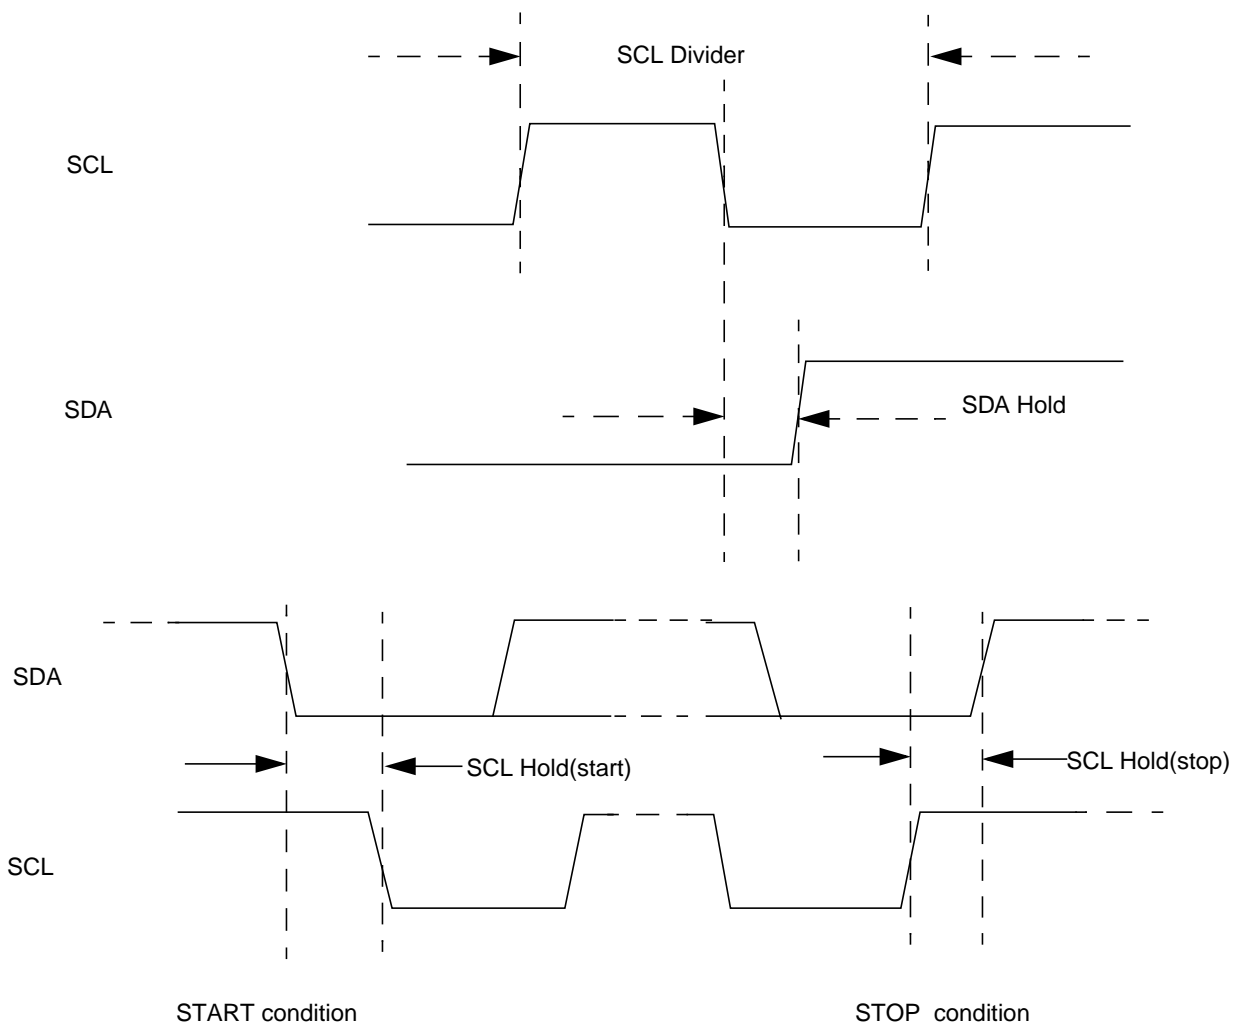 SCL Divider
SCL
SDA
SDA Hold
SDA
SCL Hold(start)
SCL Hold(stop)
SCL
START condition
STOP condition